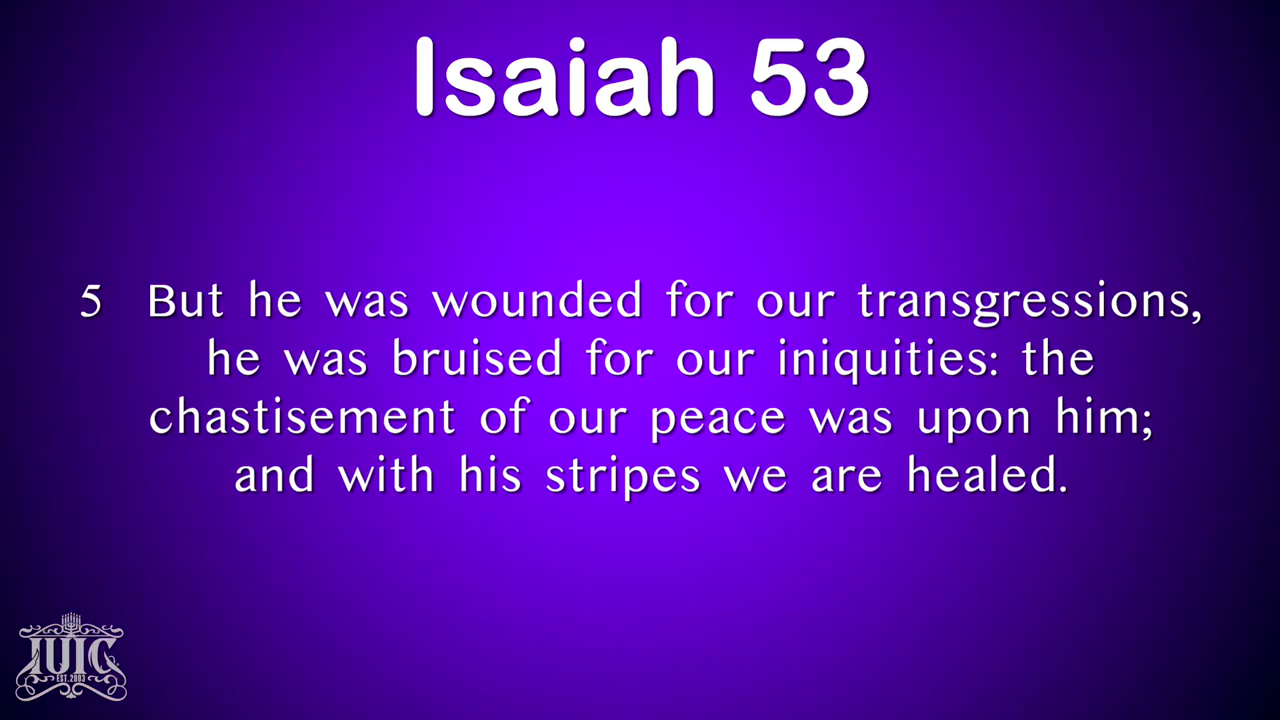 Isaiah 53
5 But he was wounded for our transgressions,
he was bruised for our iniquities: the
chastisement of our peace was upon him;
and with his stripes we are healed.
IUIC
EST.2003